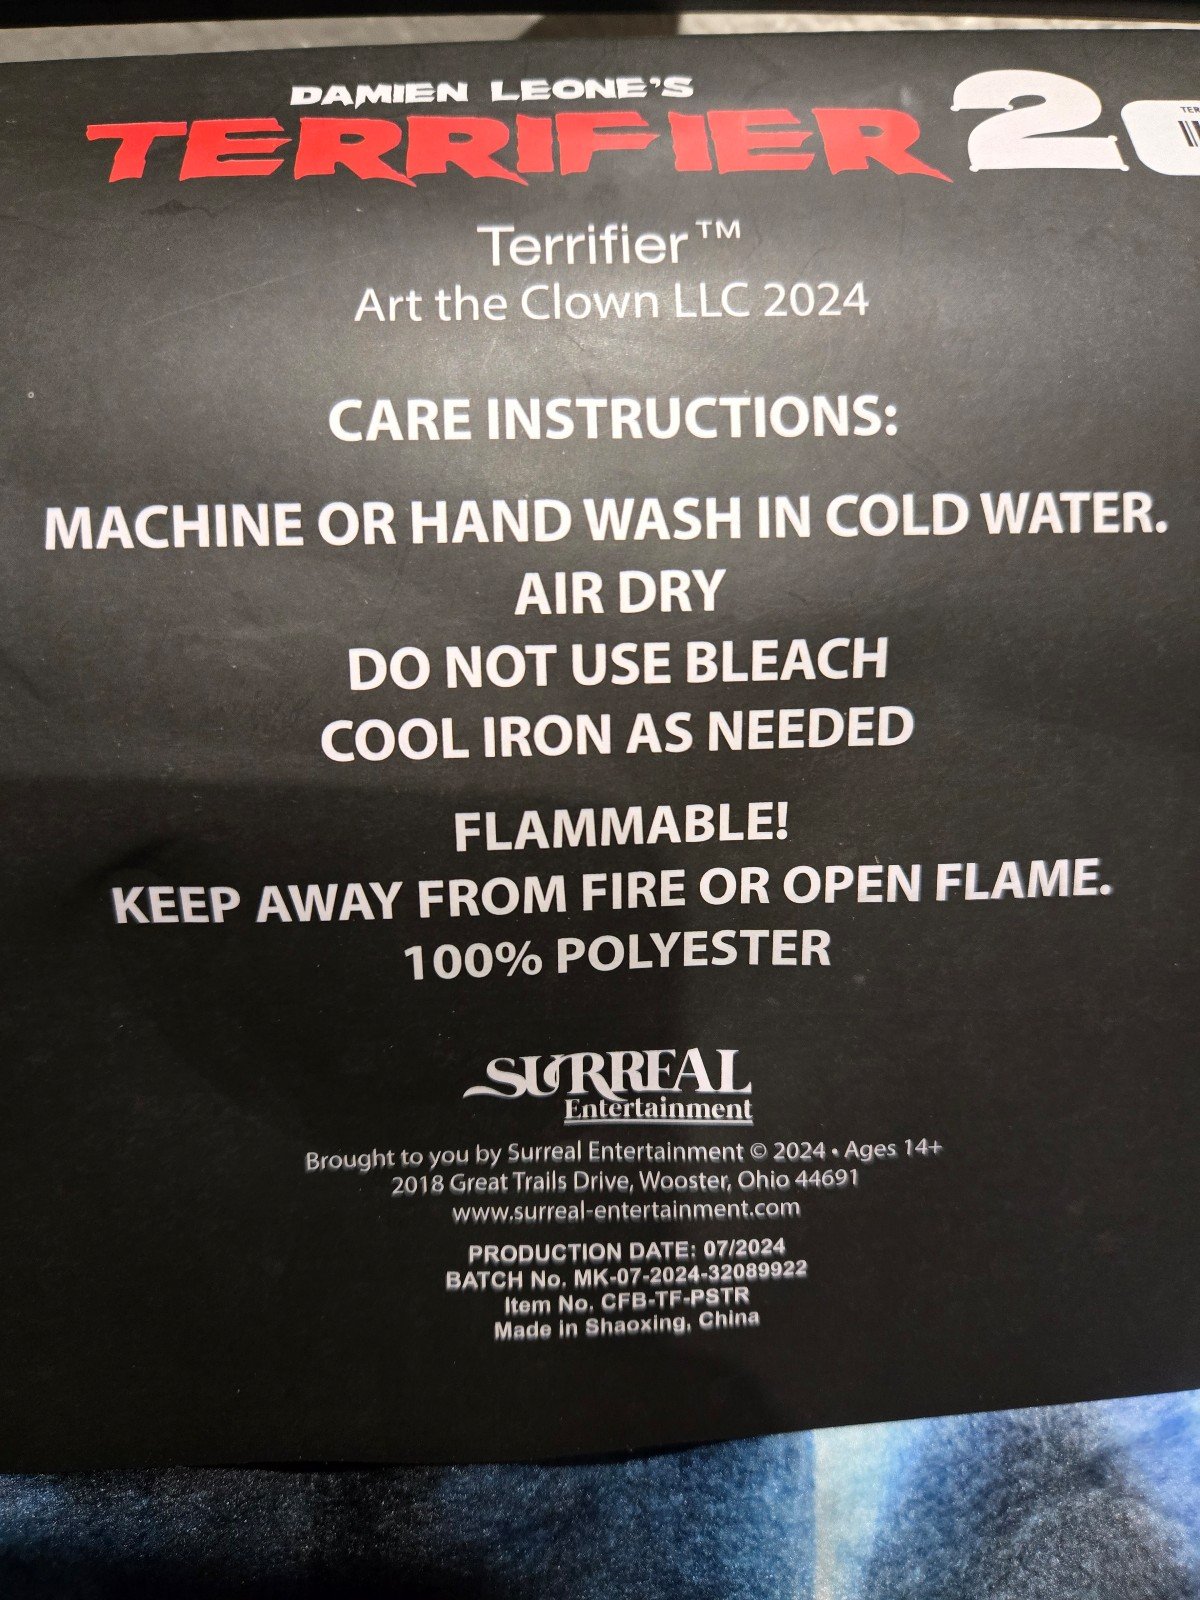 DAMIEN LEONE'S
TERRIFIER 2
TER
Terrifier™
Art the Clown LLC 2024
CARE INSTRUCTIONS:
MACHINE OR HAND WASH IN COLD WATER.
AIR DRY
DO NOT USE BLEACH
COOL IRON AS NEEDED
FLAMMABLE!
KEEP AWAY FROM FIRE OR OPEN FLAME.
100% POLYESTER
SURREAL
Entertainment
Brought to you by Surreal Entertainment © 2024 • Ages 14+
2018 Great Trails Drive, Wooster, Ohio 44691
www.surreal-entertainment.com
PRODUCTION DATE: 07/2024
BATCH No. MK-07-2024-32089922
Item No. CFB-TF-PSTR
Made in Shaoxing, China